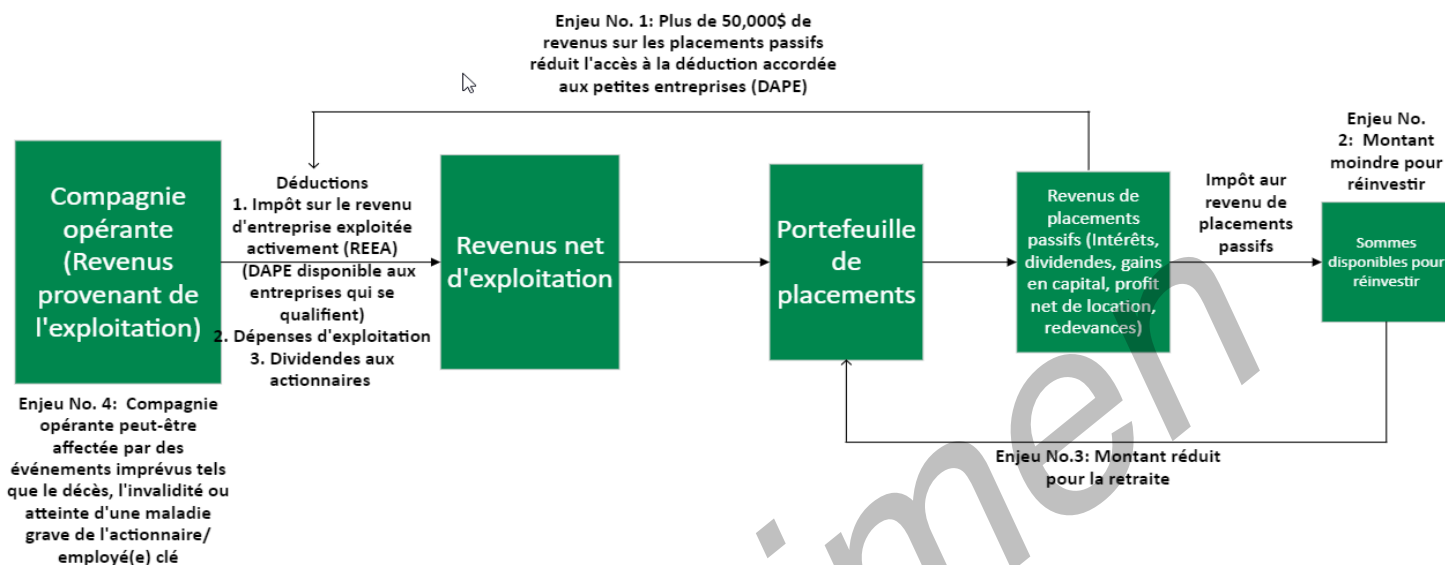 Enjeu No. 1: Plus de 50,000$ de
revenus sur les placements passifs
réduit l'accès à la déduction accordée
aux petites entreprises (DAPE)
Compagnie
opérante
(Revenus
provenant de
l'exploitation)
Déductions
1. Impôt sur le revenu
d'entreprise exploitée
activement (REEA)
(DAPE disponible aux
entreprises qui se
qualifient)
2. Dépenses d'exploitation
3. Dividendes aux
actionnaires
Revenus net
d'exploitation
Portefeuille
de
placements
Revenus de
placements
passifs (Intérêts,
dividendes, gains
en capital, profit
net de location,
redevances)
Impôt aur
revenu de
placements
passifs
Enjeu No.
2: Montant
moindre pour
réinvestir
Sommes
disponibles pour
réinvestir
Enjeu No.3: Montant réduit
pour la retraite
Enjeu No. 4: Compagnie
opérante peut-être
affectée par des
événements imprévus tels
que le décès, l'invalidité ou
atteinte d'une maladie
grave de l'actionnaire/
employé(e) clé